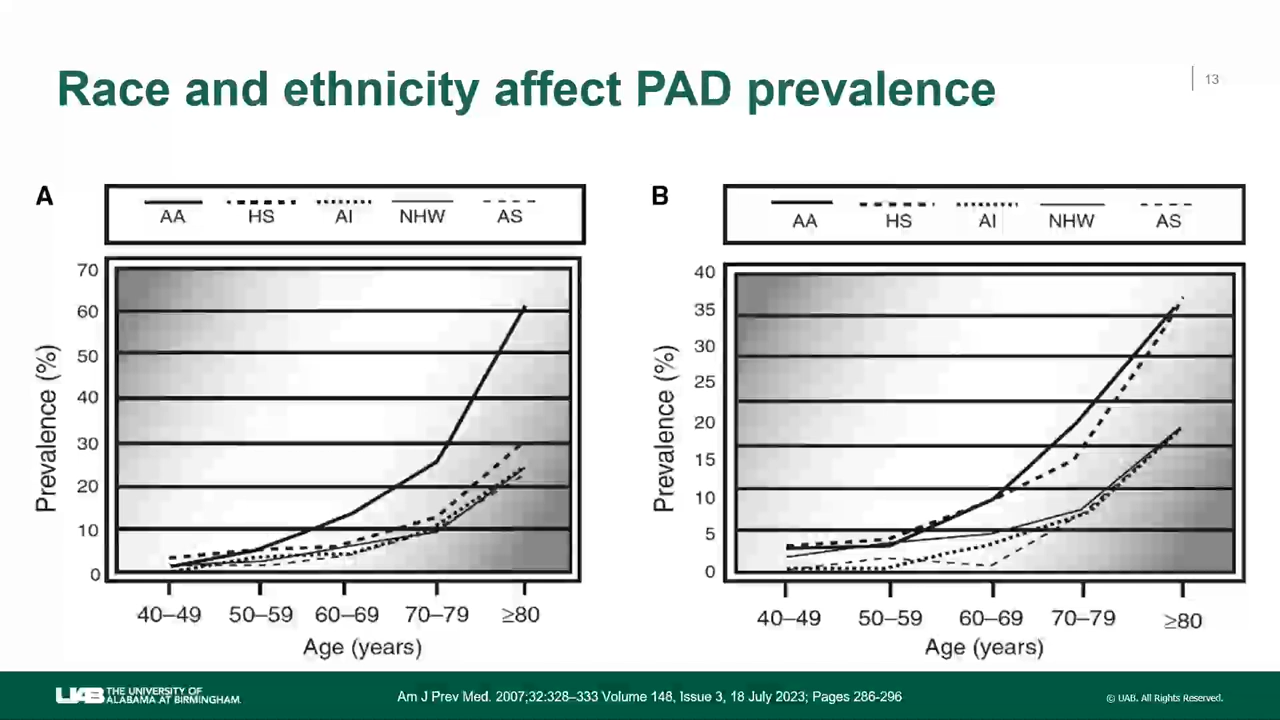 Race and ethnicity affect PAD prevalence
13
A
AA HS AI NHW AS
70
60
50
40
30
20
10
0
Prevalence (%)
40–49 50–59 60–69 70–79 ≥80
Age (years)
B
AA HS AI NHW AS
40
35
30
25
20
15
10
5
0
Prevalence (%)
40–49 50–59 60–69 70–79 ≥80
Age (years)
UAB THE UNIVERSITY OF
ALABAMA AT BIRMINGHAM.
Am J Prev Med. 2007;32:328–333 Volume 148, Issue 3, 18 July 2023; Pages 286-296
© UAB. All Rights Reserved.